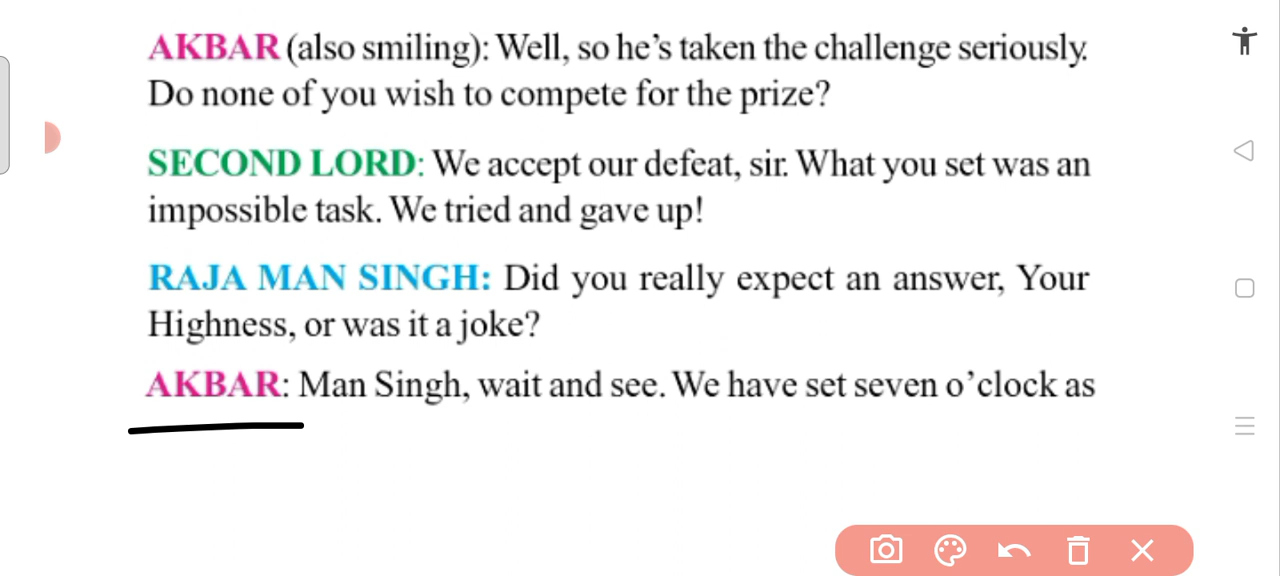 AKBAR (also smiling): Well, so he’s taken the challenge seriously.
Do none of you wish to compete for the prize?
SECOND LORD: We accept our defeat, sir. What you set was an
impossible task. We tried and gave up!
RAJA MAN SINGH: Did you really expect an answer, Your
Highness, or was it a joke?
AKBAR: Man Singh, wait and see. We have set seven o’clock as